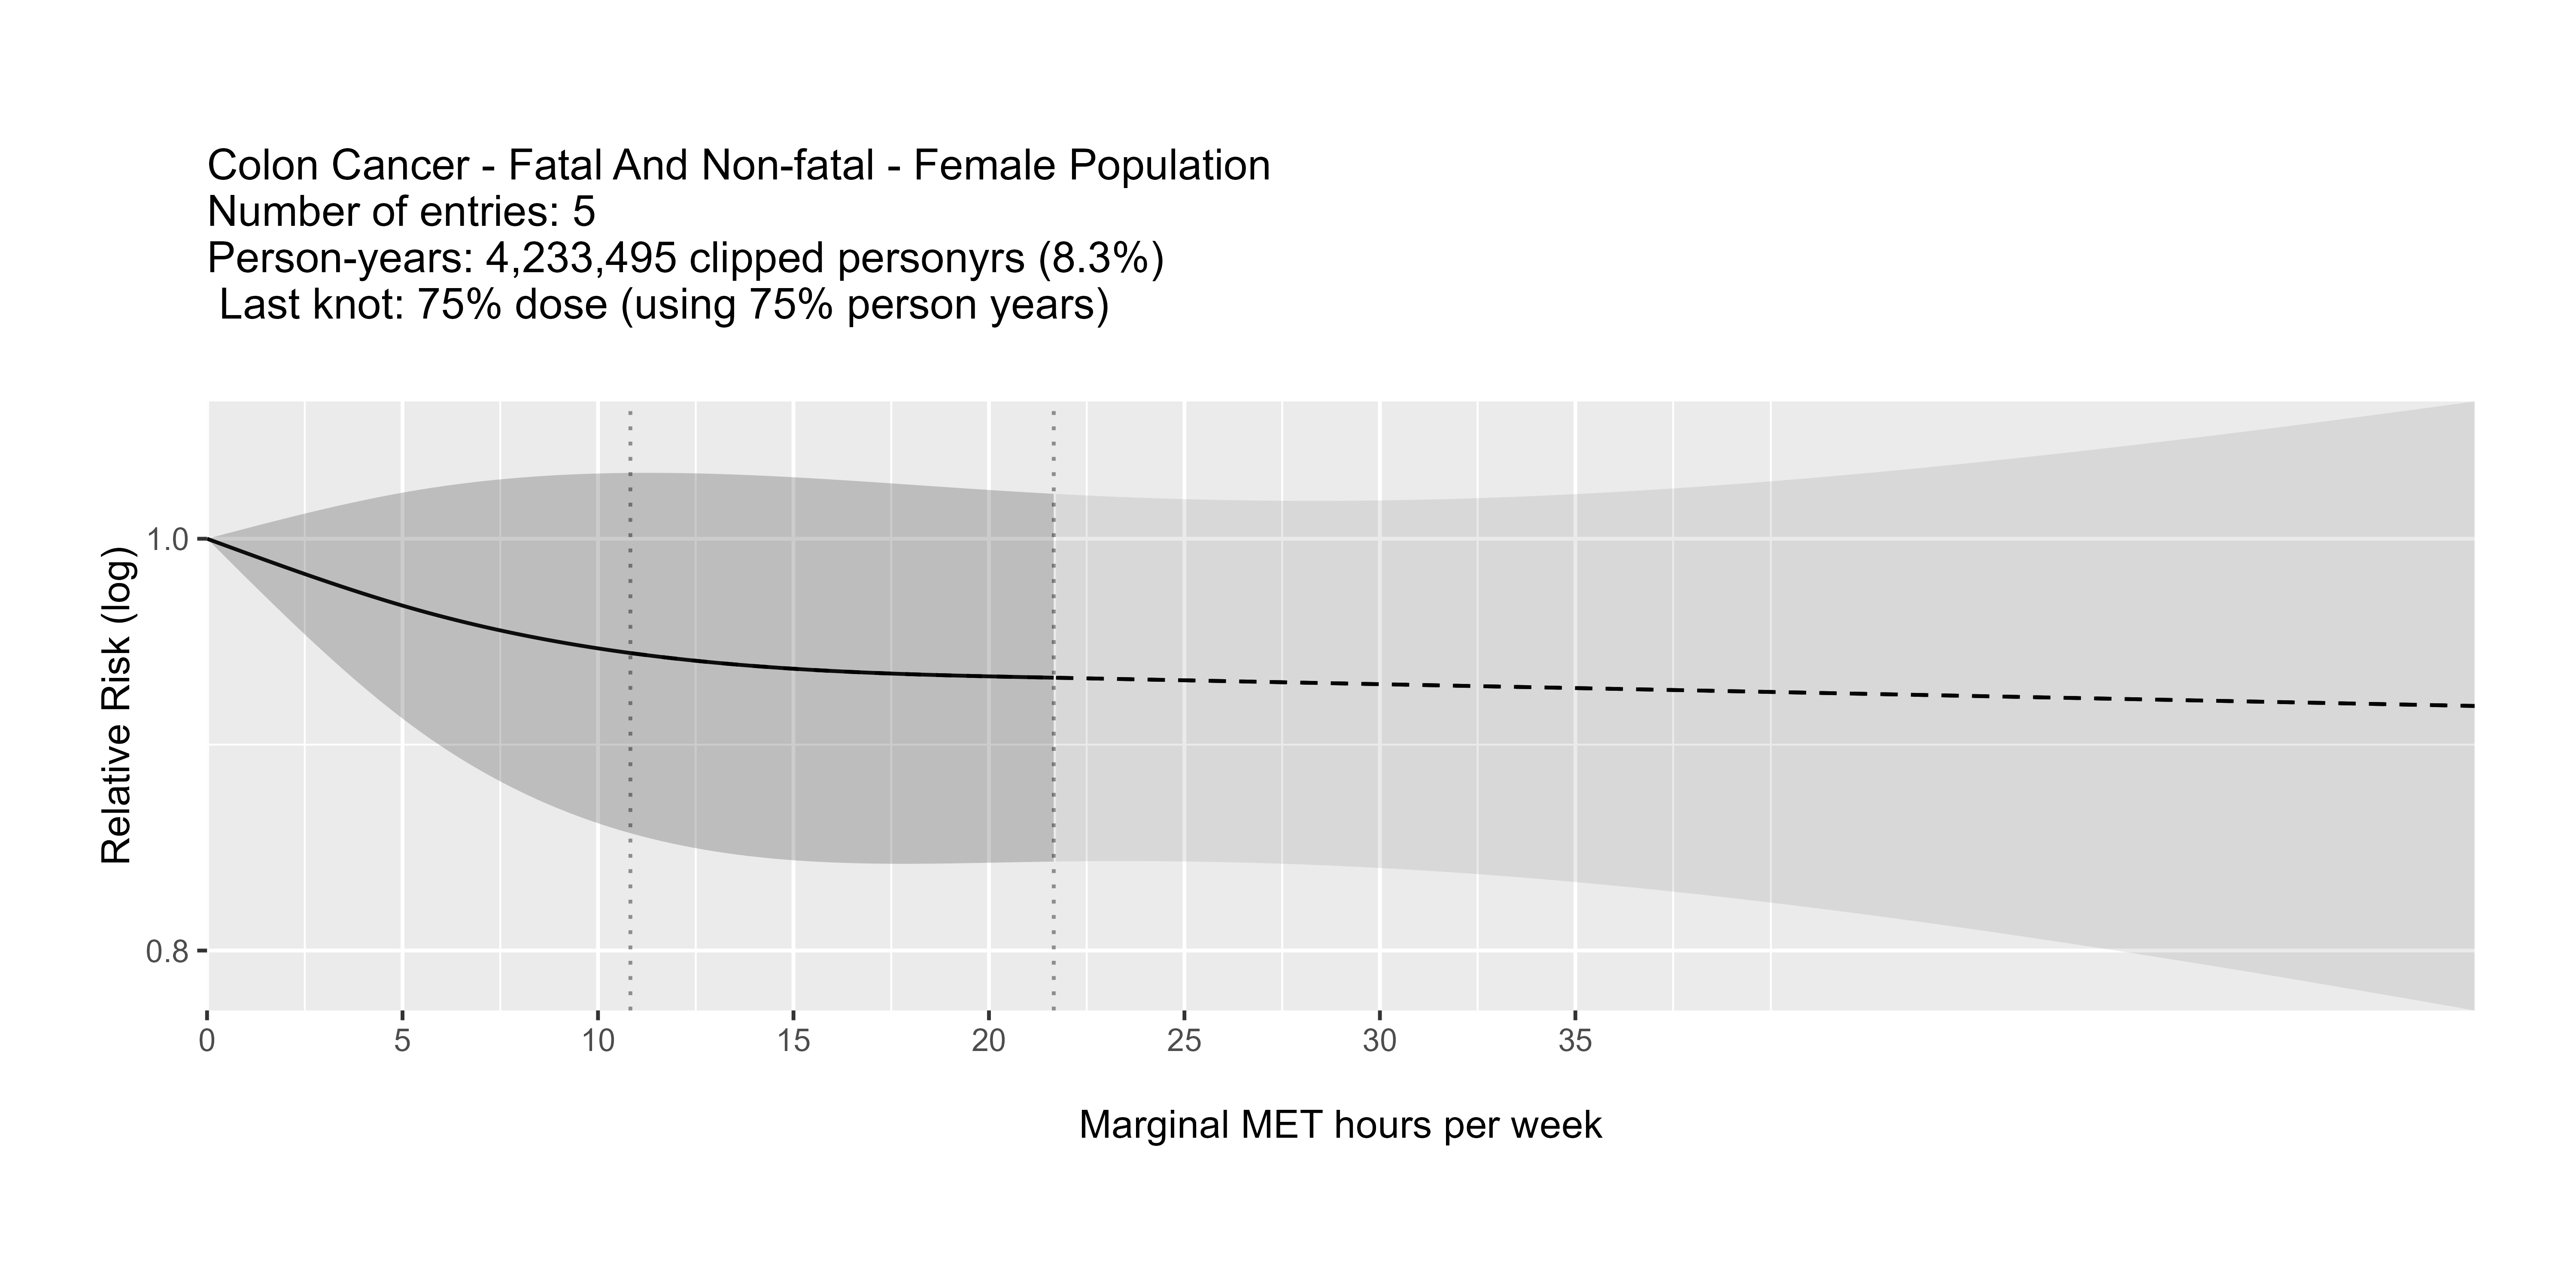 Colon Cancer - Fatal And Non-fatal - Female Population
Number of entries: 5
Person-years: 4,233,495 clipped personyrs (8.3%)
Last knot: 75% dose (using 75% person years)
Relative Risk (log)
1.0
0.8
0 5 10 15 20 25 30 35
Marginal MET hours per week